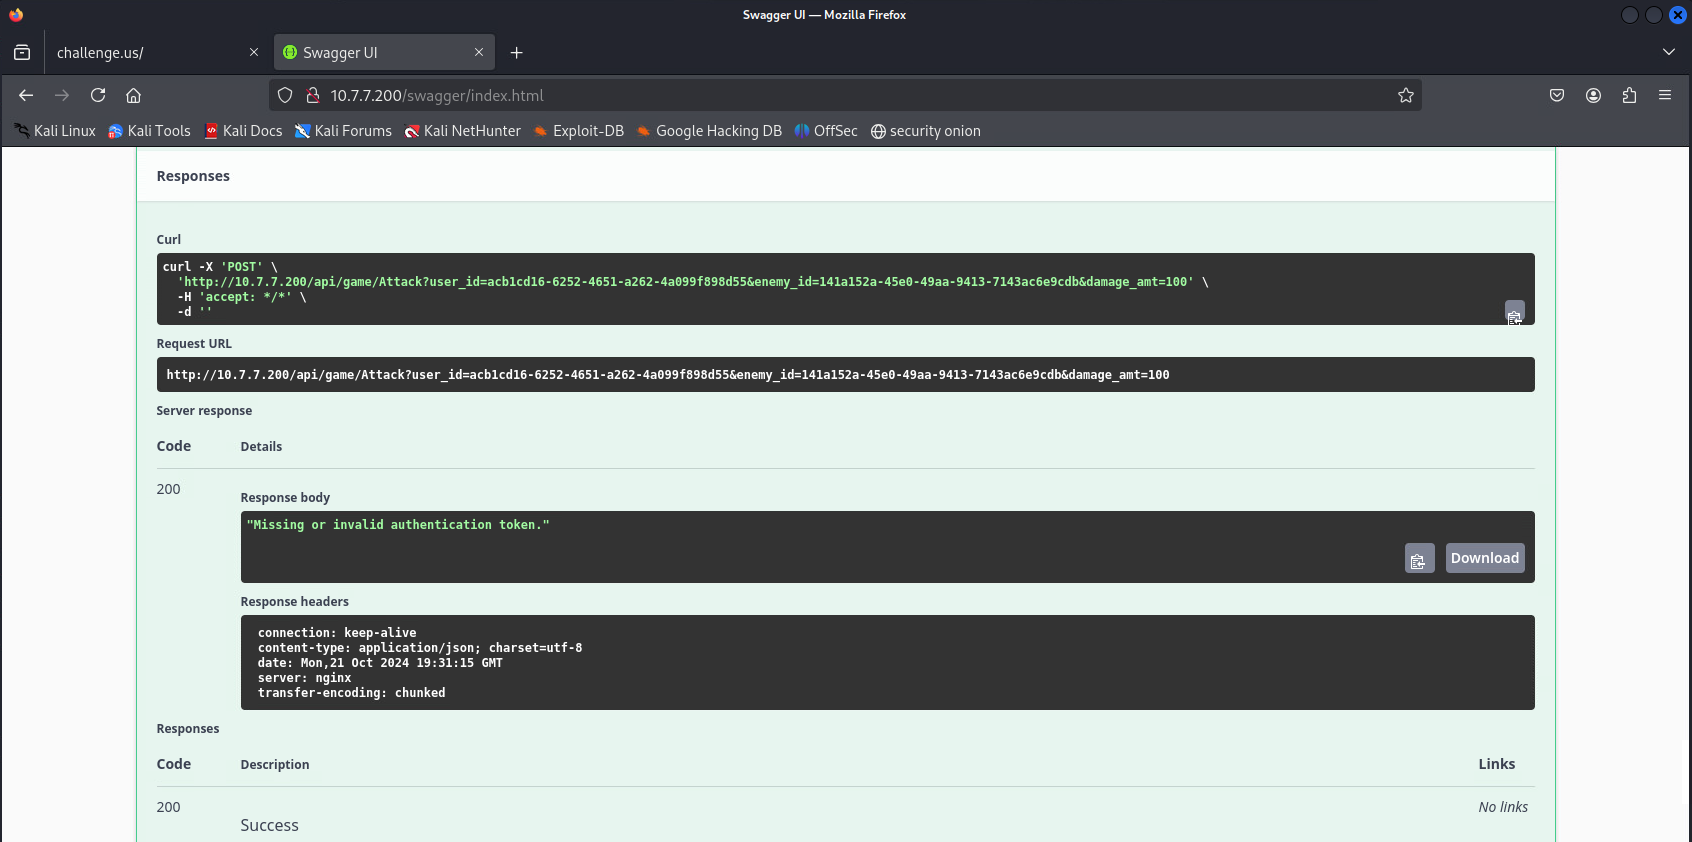 Swagger UI — Mozilla Firefox
challenge.us/
Swagger UI
10.7.7.200/swagger/index.html
Kali Linux Kali Tools Kali Docs Kali Forums Kali NetHunter Exploit-DB Google Hacking DB OffSec security onion
Responses
Curl
curl -X 'POST' \
'http://10.7.7.200/api/game/Attack?user_id=acb1cd16-6252-4651-a262-4a099f898d55&enemy_id=141a152a-45e0-49aa-9413-7143ac6e9cdb&damage_amt=100' \
-H 'accept: */*' \
-d ''
Request URL
http://10.7.7.200/api/game/Attack?user_id=acb1cd16-6252-4651-a262-4a099f898d55&enemy_id=141a152a-45e0-49aa-9413-7143ac6e9cdb&damage_amt=100
Server response
Code Details
200
Response body
"Missing or invalid authentication token."
Download
Response headers
connection: keep-alive
content-type: application/json; charset=utf-8
date: Mon,21 Oct 2024 19:31:15 GMT
server: nginx
transfer-encoding: chunked
Responses
Code Description Links
200 No links
Success